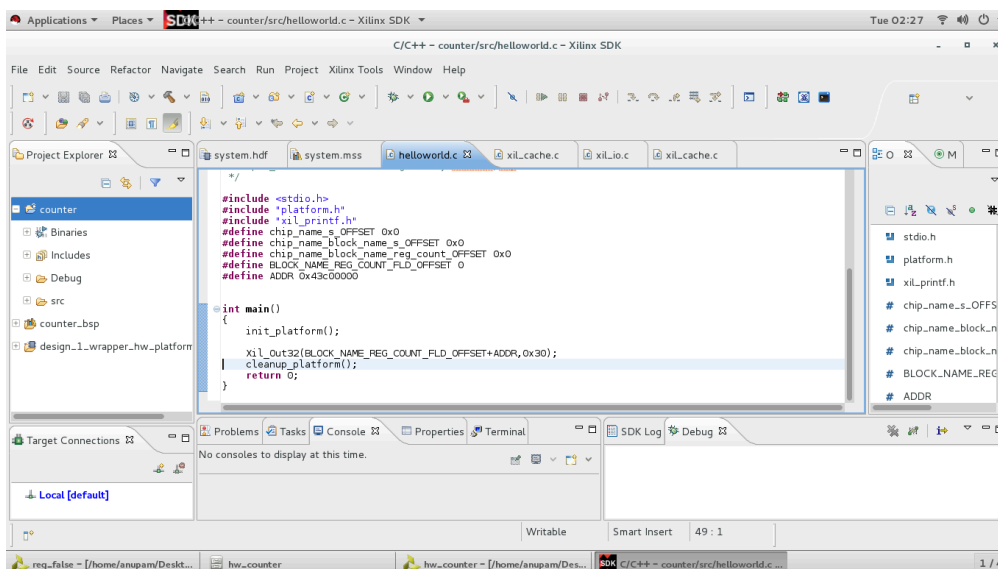 Applications Places SDK C/C++ - counter/src/helloworld.c - Xilinx SDK Tue 02:27
C/C++ - counter/src/helloworld.c - Xilinx SDK
File Edit Source Refactor Navigate Search Run Project Xilinx Tools Window Help
Project Explorer
system.hdf system.mss helloworld.c xil_cache.c xil_io.c xil_cache.c
O M
counter
Binaries
Includes
Debug
src
counter_bsp
design_1_wrapper_hw_platform
*/
#include <stdio.h>
#include "platform.h"
#include "xil_printf.h"
#define chip_name_s_OFFSET 0x0
#define chip_name_block_name_s_OFFSET 0x0
#define chip_name_block_name_reg_count_OFFSET 0x0
#define BLOCK_NAME_REG_COUNT_FLD_OFFSET 0
#define ADDR 0x43c00000
int main()
{
init_platform();
Xil_Out32(BLOCK_NAME_REG_COUNT_FLD_OFFSET+ADDR,0x30);
cleanup_platform();
return 0;
}
stdio.h
platform.h
xil_printf.h
# chip_name_s_OFFS
# chip_name_block_n
# chip_name_block_n
# BLOCK_NAME_REG
# ADDR
Target Connections
Local [default]
Problems Tasks Console Properties Terminal
No consoles to display at this time.
SDK Log Debug
Writable Smart Insert 49 : 1
reg_false - [/home/anupam/Deskt... hw_counter hw_counter - [/home/anupam/Des... SDK C/C++ - counter/src/helloworld.c ... 1 /